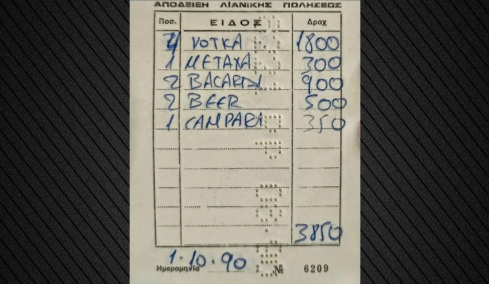 ΑΠΟΔΕΙΞΗ ΛΙΑΝΙΚΗΣ ΠΩΛΗΣΕΩΣ
Ποσ. ΕΙΔΟΣ Δραχ
4 VOTKA 1800
1 METAXA 300
2 BACARDI 900
2 BEER 500
1 CAMPARI 350
3850
1.10.90
Ημερομηνία № 6209